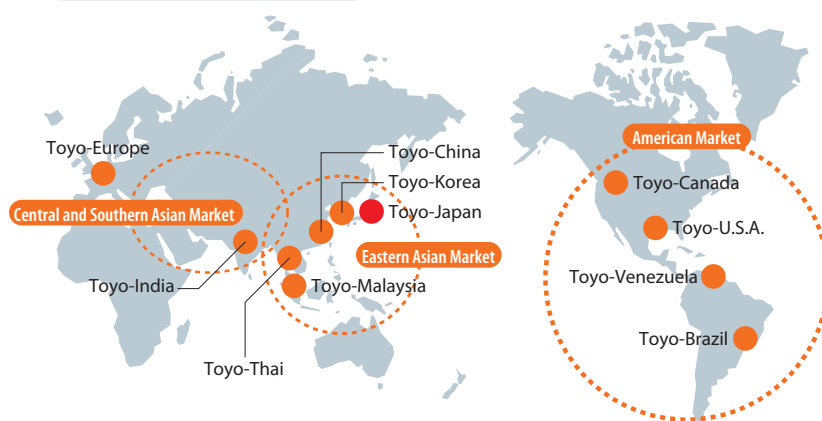 Toyo-Europe
Toyo-China
Toyo-Korea
Toyo-Japan
Central and Southern Asian Market
Eastern Asian Market
Toyo-India
Toyo-Malaysia
Toyo-Thai
American Market
Toyo-Canada
Toyo-U.S.A.
Toyo-Venezuela
Toyo-Brazil